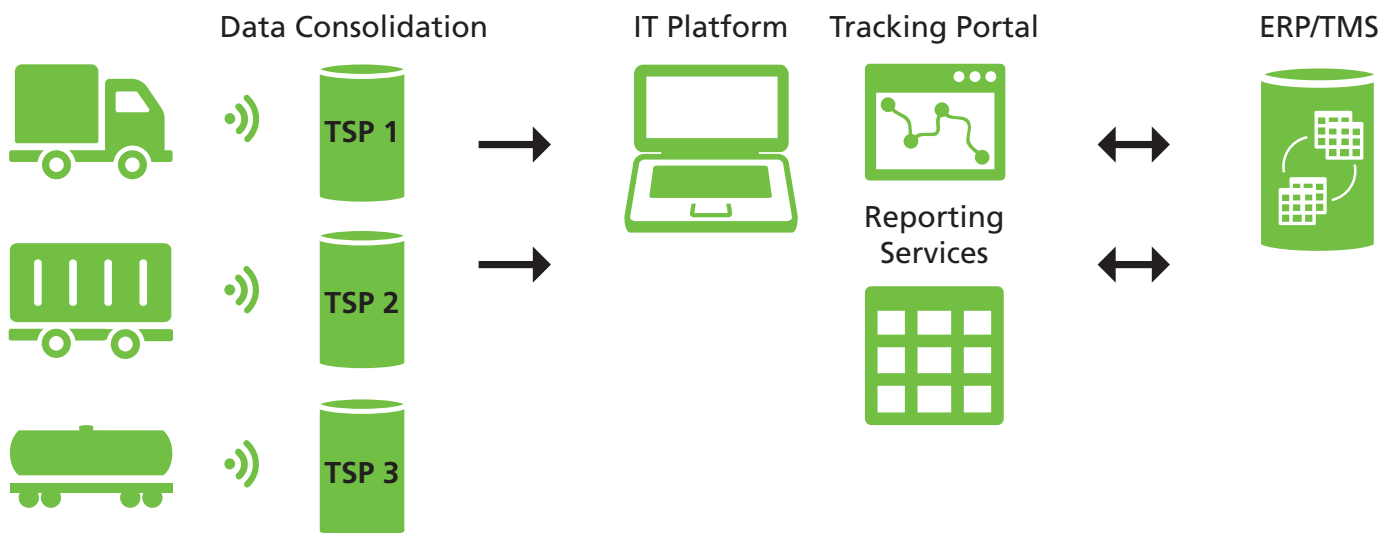 Data Consolidation
IT Platform
Tracking Portal
ERP/TMS
TSP 1
TSP 2
TSP 3
Reporting
Services